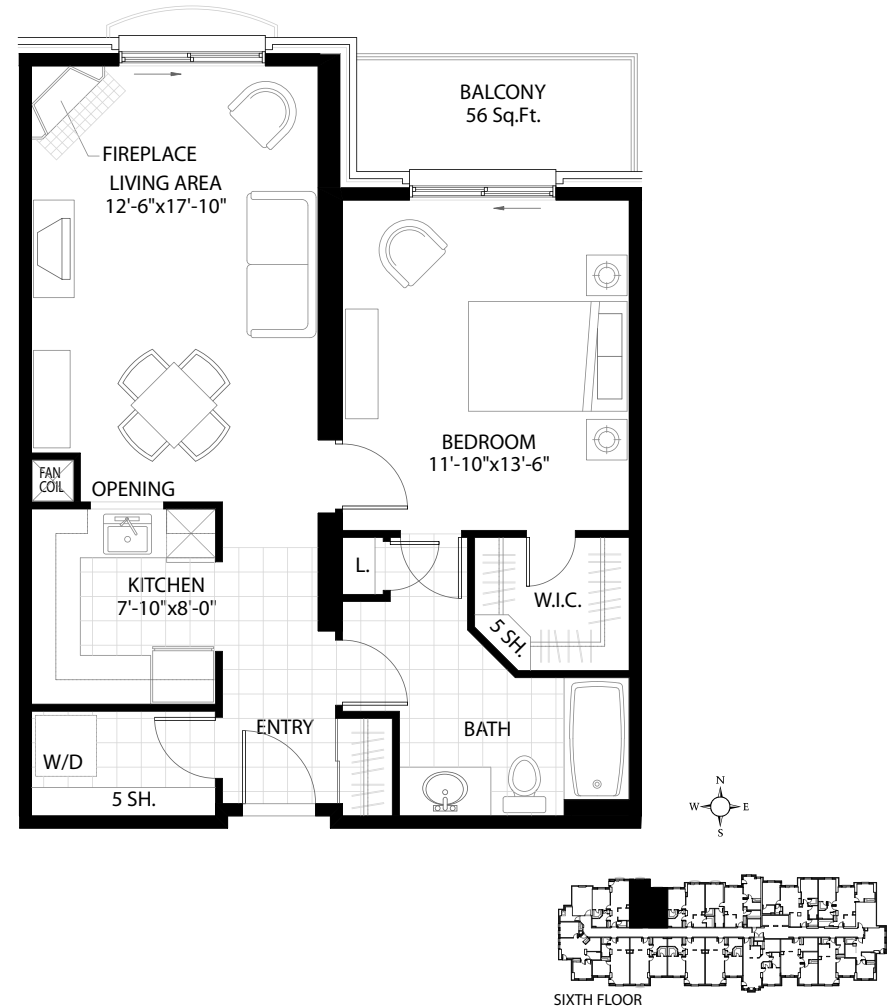 BALCONY
56 Sq.Ft.
FIREPLACE
LIVING AREA
12'-6"x17'-10"
BEDROOM
11'-10"x13'-6"
FAN
COIL
OPENING
KITCHEN
7'-10"x8'-0"
L.
W.I.C.
5 SH.
ENTRY
BATH
W/D
5 SH.
N
W E
S
SIXTH FLOOR